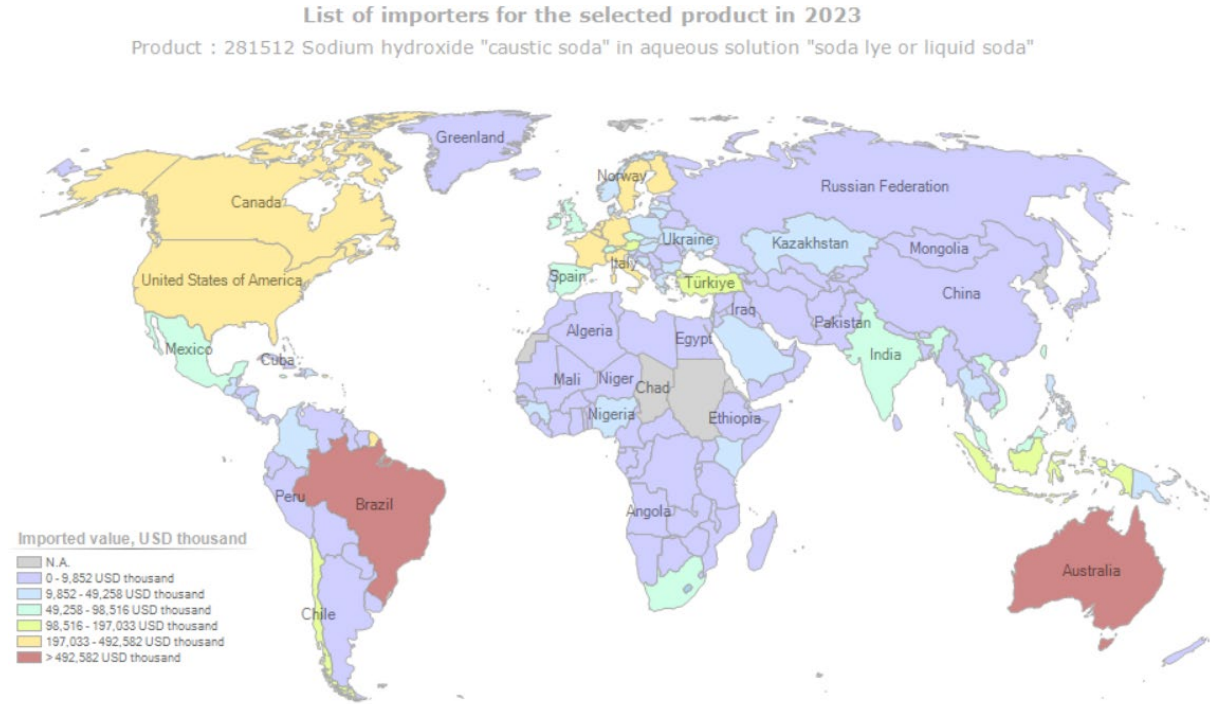 List of importers for the selected product in 2023
Product : 281512 Sodium hydroxide "caustic soda" in aqueous solution "soda lye or liquid soda"
Greenland
Norway
Russian Federation
Canada
Ukraine
Kazakhstan
Mongolia
United States of America
Italy
Spain
Türkiye
China
Iraq
Pakistan
Algeria
Egypt
Mexico
Cuba
India
Mali
Niger
Chad
Nigeria
Ethiopia
Peru
Brazil
Angola
Australia
Chile
Imported value, USD thousand
N.A.
0 - 9,852 USD thousand
9,852 - 49,258 USD thousand
49,258 - 98,516 USD thousand
98,516 - 197,033 USD thousand
197,033 - 492,582 USD thousand
> 492,582 USD thousand